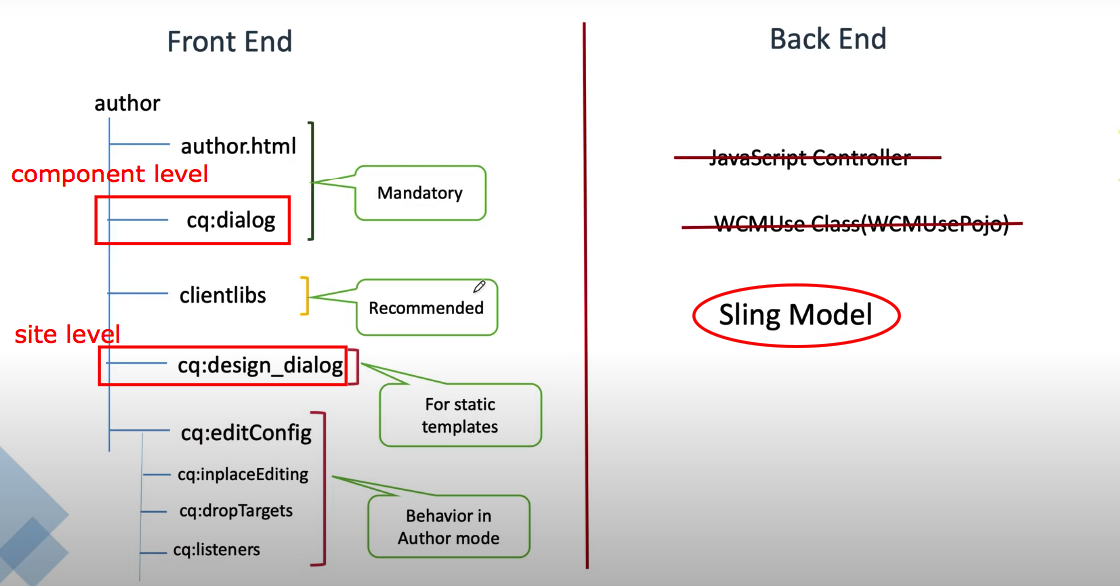 Front End
author
author.html
component level
Mandatory
cq:dialog
clientlibs
Recommended
site level
cq:design_dialog
For static
templates
cq:editConfig
cq:inplaceEditing
cq:dropTargets
cq:listeners
Behavior in
Author mode
Back End
JavaScript Controller
WCMUse Class(WCMUsePojo)
Sling Model